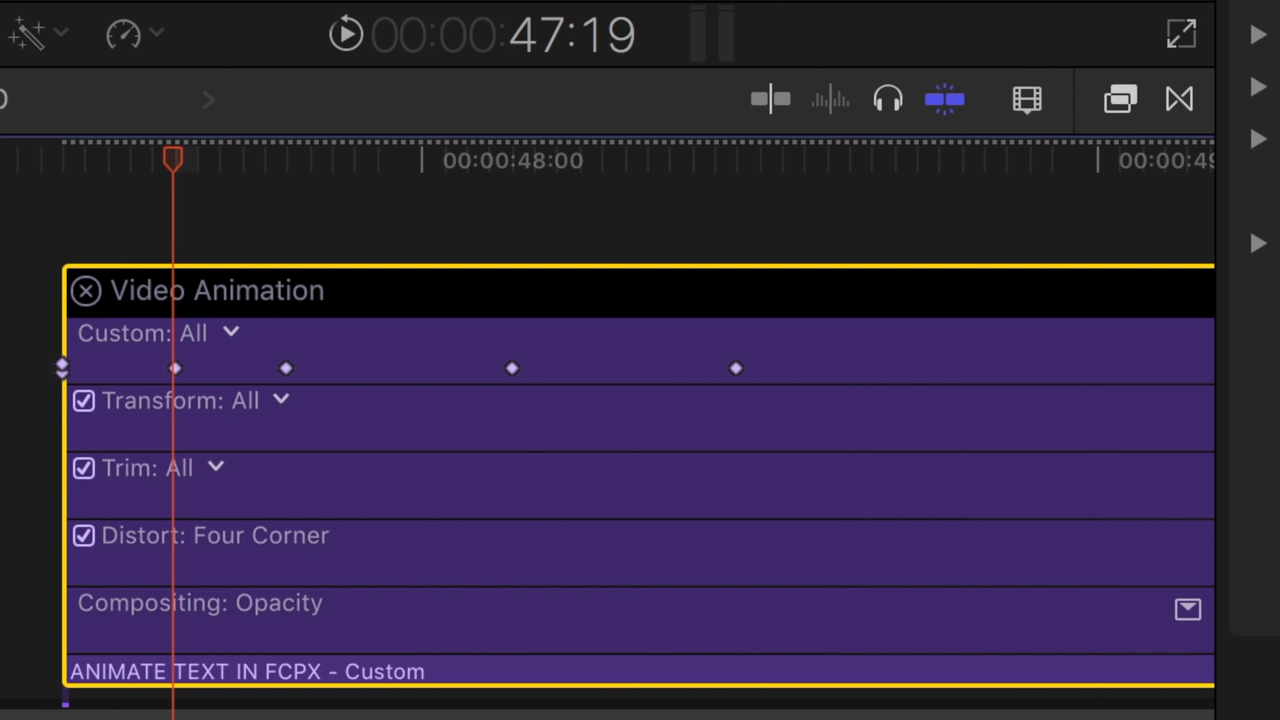 00:00:47:19
00:00:48:00
00:00:49
Video Animation
Custom: All
Transform: All
Trim: All
Distort: Four Corner
Compositing: Opacity
ANIMATE TEXT IN FCPX - Custom